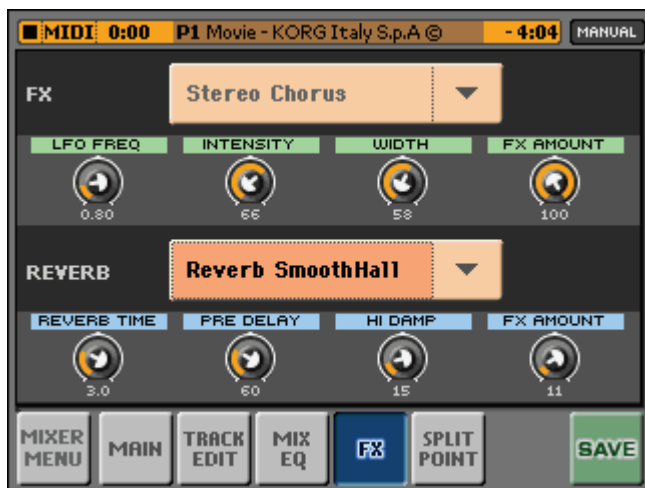 MIDI 0:00 P1 Movie - KORG Italy S.p.A © - 4:04 MANUAL
FX Stereo Chorus
LFO FREQ INTENSITY WIDTH FX AMOUNT
0.80 66 58 100
REVERB Reverb SmoothHall
REVERB TIME PRE DELAY HI DAMP FX AMOUNT
3.0 60 15 11
MIXER MENU
MAIN
TRACK EDIT
MIX EQ
FX
SPLIT POINT
SAVE